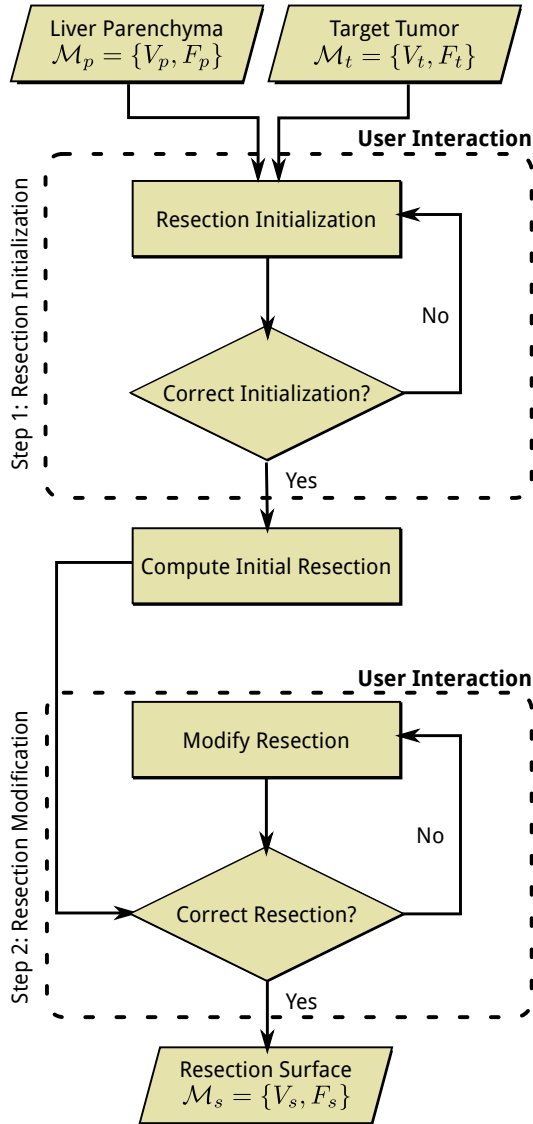 Liver Parenchyma
$\mathcal{M}_p = \{V_p, F_p\}$
Target Tumor
$\mathcal{M}_t = \{V_t, F_t\}$
User Interaction
Step 1: Resection Initialization
Resection Initialization
No
Correct Initialization?
Yes
Compute Initial Resection
User Interaction
Step 2: Resection Modification
Modify Resection
No
Correct Resection?
Yes
Resection Surface
$\mathcal{M}_s = \{V_s, F_s\}$